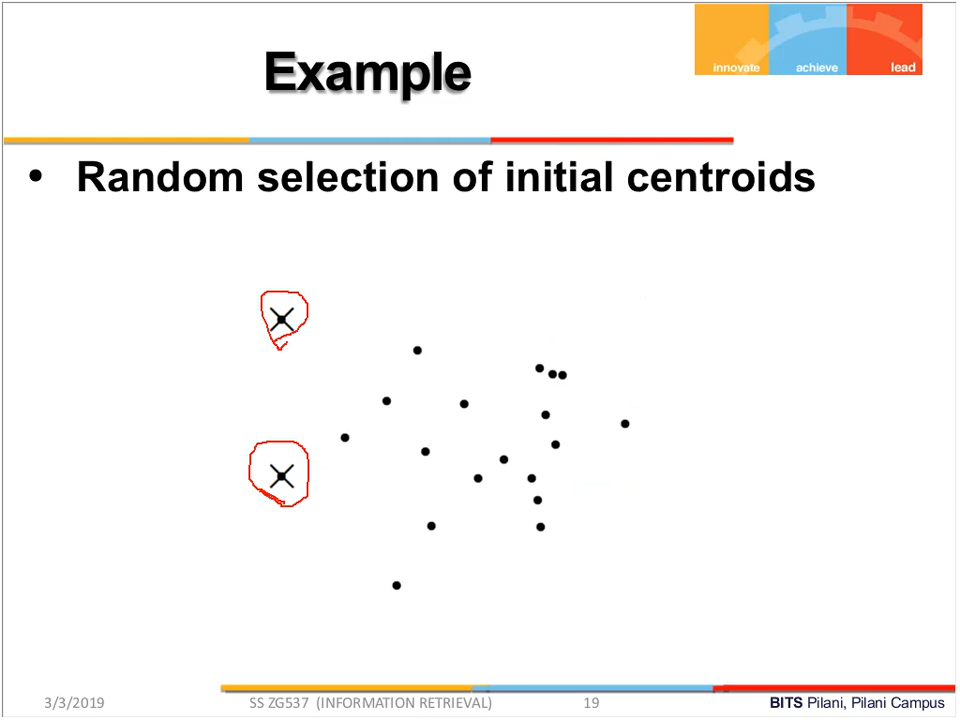 innovate achieve lead
Example
• Random selection of initial centroids
3/3/2019 SS ZG537 (INFORMATION RETRIEVAL) 19 BITS Pilani, Pilani Campus